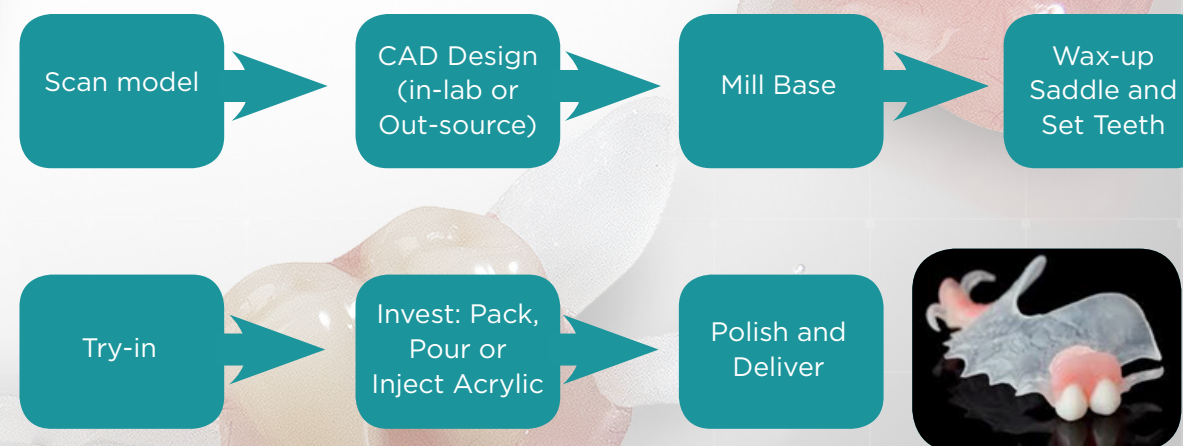 Scan model
CAD Design
(in-lab or
Out-source)
Mill Base
Wax-up
Saddle and
Set Teeth
Try-in
Invest: Pack,
Pour or
Inject Acrylic
Polish and
Deliver